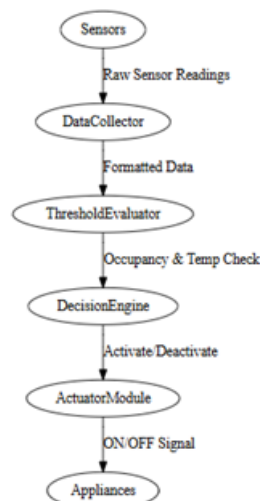 Sensors
Raw Sensor Readings
DataCollector
Formatted Data
ThresholdEvaluator
Occupancy & Temp Check
DecisionEngine
Activate/Deactivate
ActuatorModule
ON/OFF Signal
Appliances